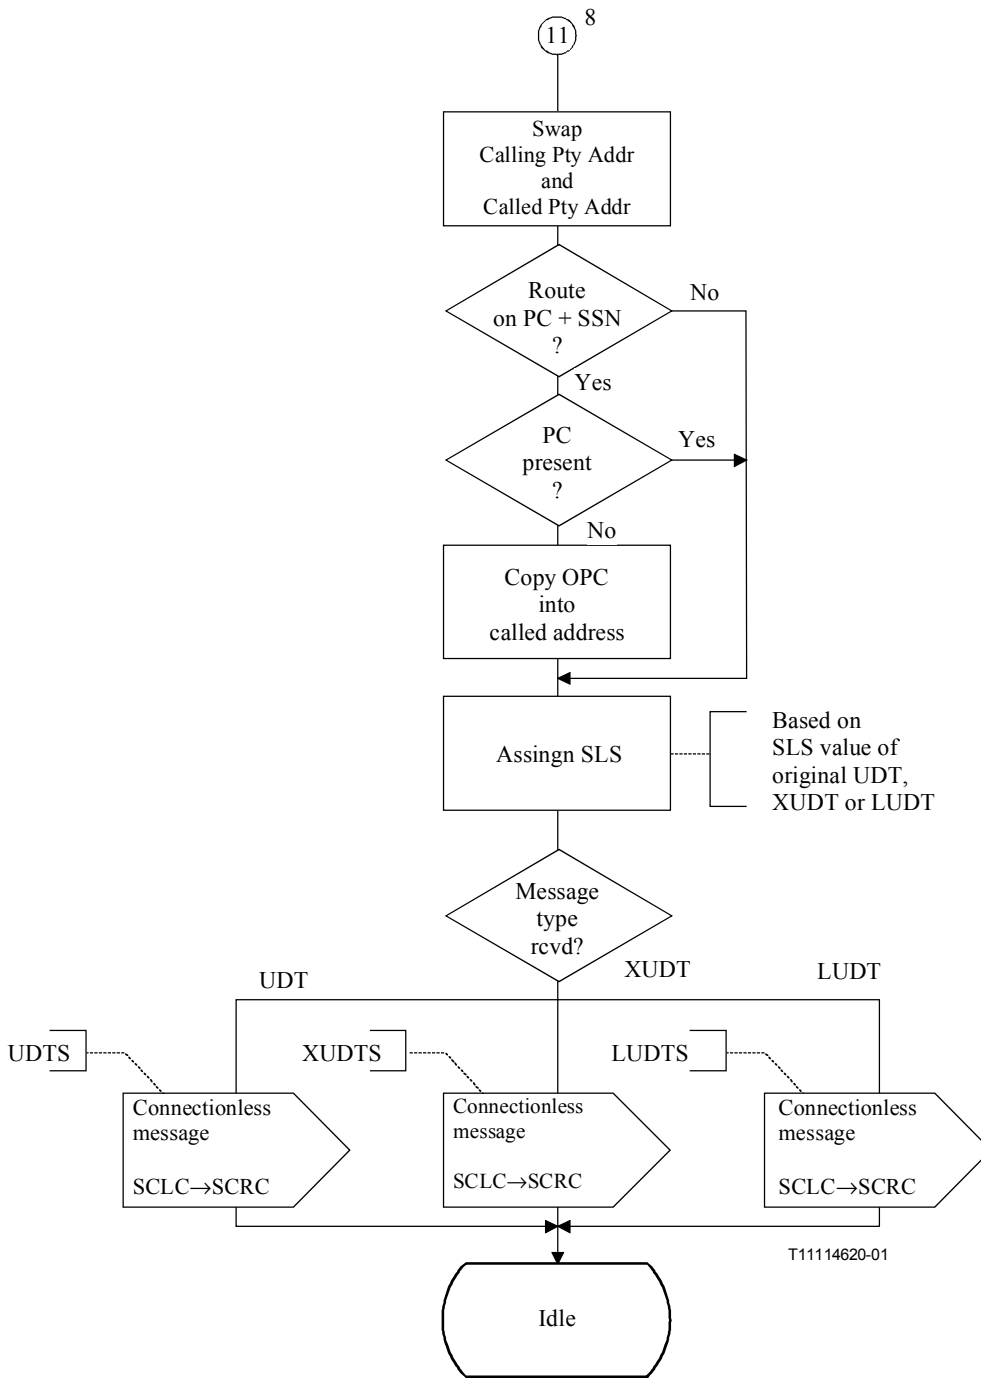 8
11
Swap
Calling Pty Addr
and
Called Pty Addr
Route
on PC + SSN
?
No
Yes
PC
present
?
Yes
No
Copy OPC
into
called address
Assingn SLS
Based on
SLS value of
original UDT,
XUDT or LUDT
Message
type
rcvd?
UDT
XUDT
LUDT
UDTS
XUDTS
LUDTS
Connectionless
message
SCLC→SCRC
Connectionless
message
SCLC→SCRC
Connectionless
message
SCLC→SCRC
T11114620-01
Idle